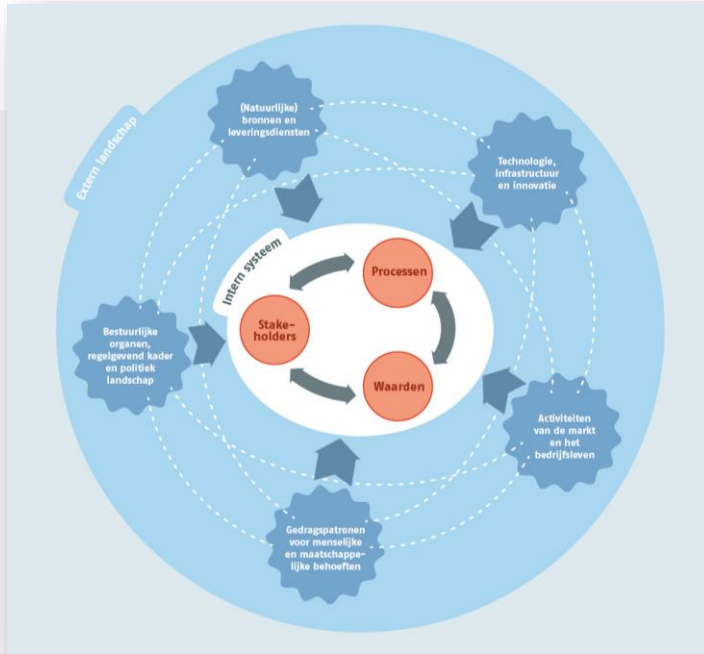 Extern landschap
(Natuurlijke)
bronnen en
leveringsdiensten
Technologie,
infrastructuur
en innovatie
Intern systeem
Processen
Stake-
holders
Waarden
Bestuurlijke
organen,
regelgevend kader
en politiek
landschap
Activiteiten
van de markt
en het
bedrijfsleven
Gedragspatronen
voor menselijke
en maatschappe-
lijke behoeften